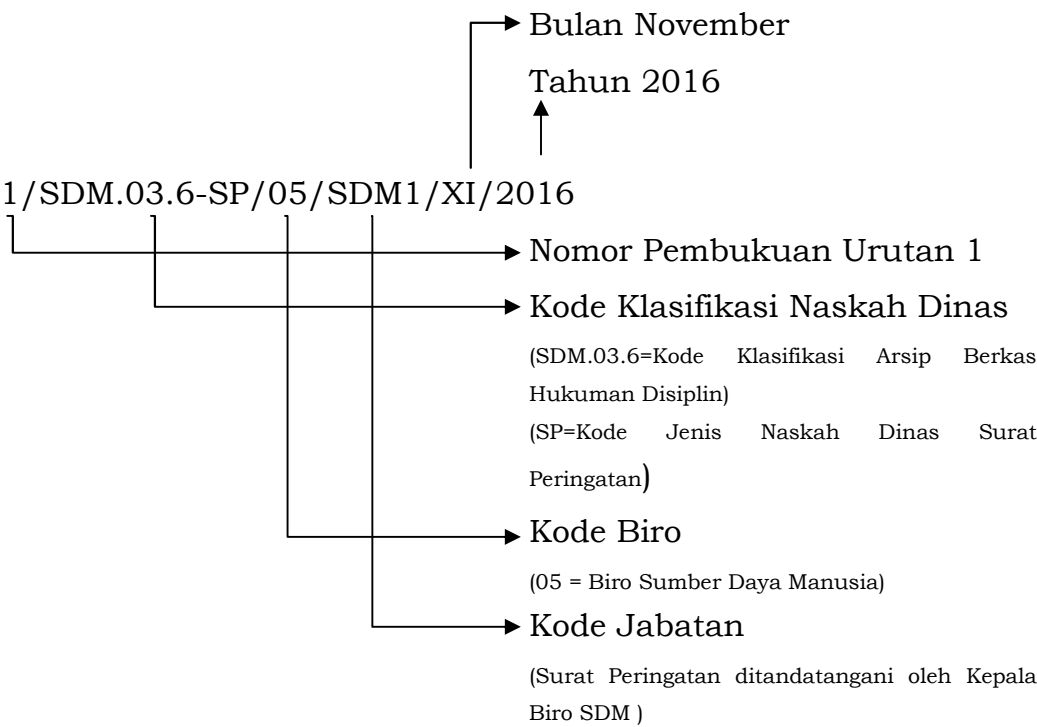 Bulan November
Tahun 2016
1/SDM.03.6-SP/05/SDM1/XI/2016
Nomor Pembukuan Urutan 1
Kode Klasifikasi Naskah Dinas
(SDM.03.6=Kode Klasifikasi Arsip Berkas
Hukuman Disiplin)
(SP=Kode Jenis Naskah Dinas Surat
Peringatan)
Kode Biro
(05 = Biro Sumber Daya Manusia)
Kode Jabatan
(Surat Peringatan ditandatangani oleh Kepala
Biro SDM )